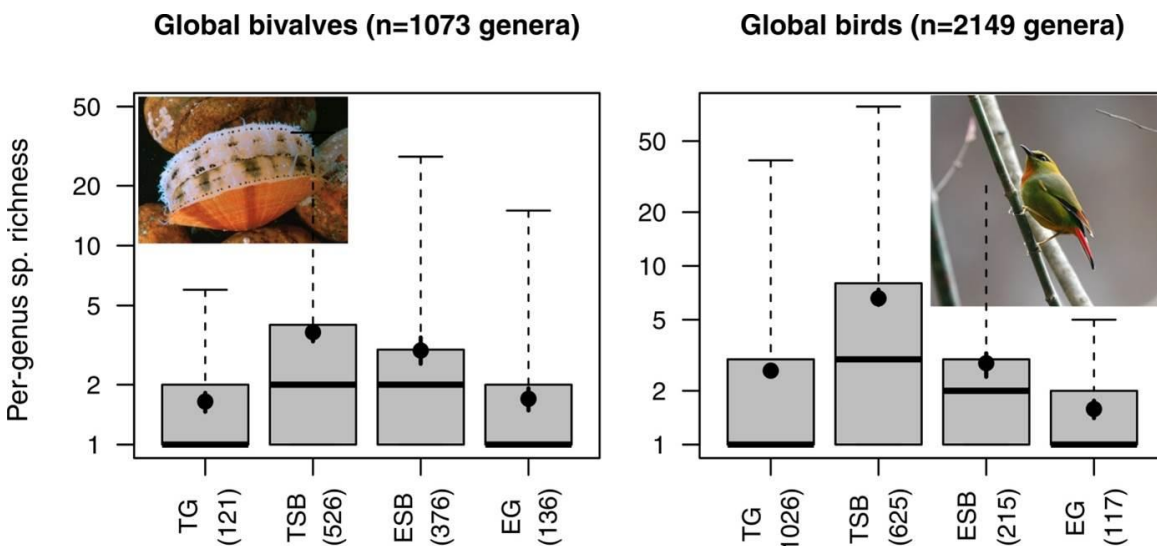 Global bivalves (n=1073 genera)
Global birds (n=2149 genera)
Per-genus sp. richness
50
20
10
5
2
1
TG
(121)
TSB
(526)
ESB
(376)
EG
(136)
50
20
10
5
2
1
TG
1026)
TSB
(625)
ESB
(215)
EG
(117)